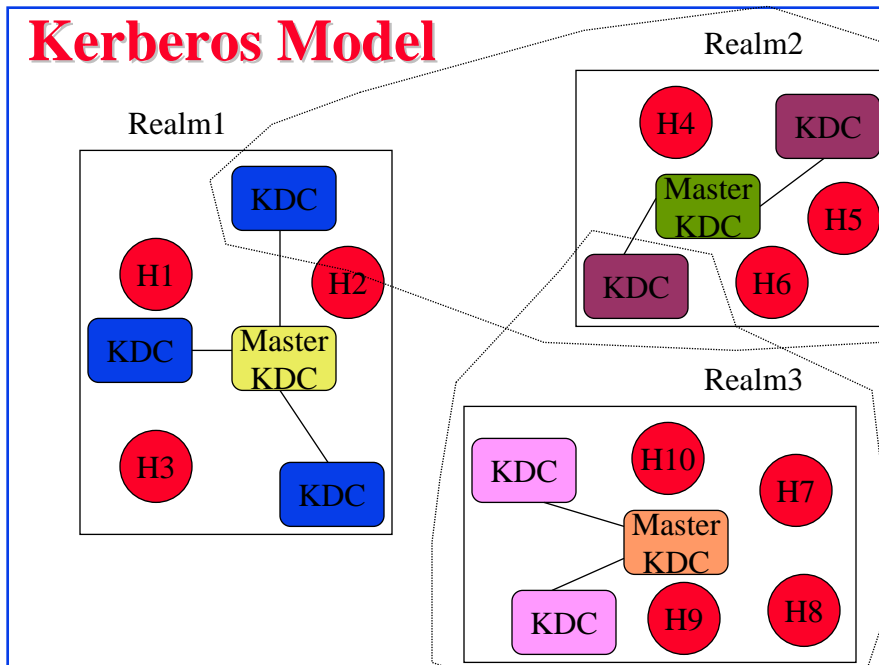 Kerberos Model
Realm1
KDC
H1
H2
KDC
Master
KDC
H3
KDC
Realm2
H4
KDC
Master
KDC
H5
KDC
H6
Realm3
H10
KDC
H7
Master
KDC
KDC
H9
H8